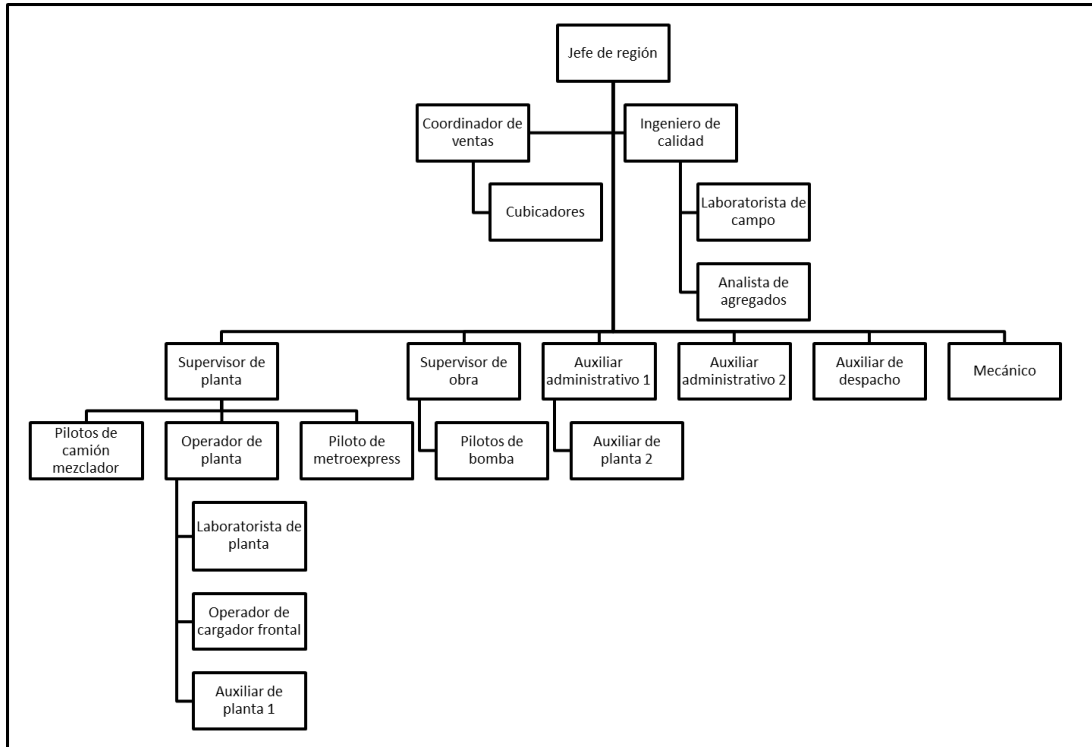 Jefe de región
Coordinador de
ventas
Ingeniero de
calidad
Cubicadores
Laboratorista de
campo
Analista de
agregados
Supervisor de
planta
Supervisor de
obra
Auxiliar
administrativo 1
Auxiliar
administrativo 2
Auxiliar de
despacho
Mecánico
Pilotos de
camión
mezclador
Operador de
planta
Piloto de
metroexpress
Pilotos de
bomba
Auxiliar de
planta 2
Laboratorista de
planta
Operador de
cargador frontal
Auxiliar de
planta 1